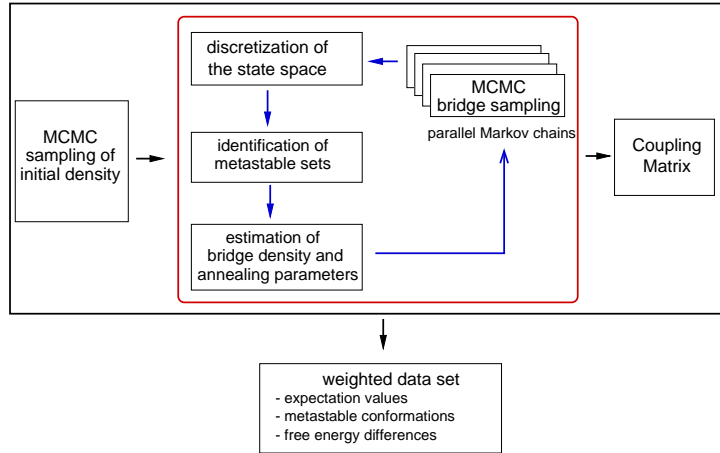 MCMC
sampling of
initial density
discretization of
the state space
identification of
metastable sets
estimation of
bridge density and
annealing parameters
MCMC
bridge sampling
parallel Markov chains
Coupling
Matrix
weighted data set
- expectation values
- metastable conformations
- free energy differences